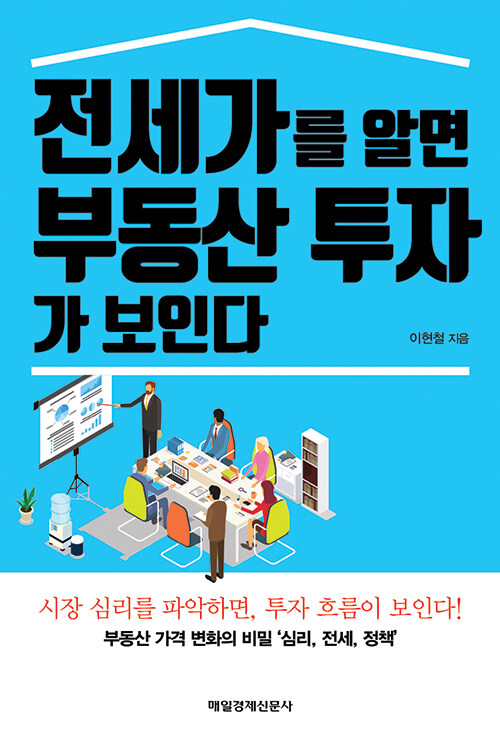 전세가를 알면
부동산 투자
가 보인다
이현철 지음
시장 심리를 파악하면, 투자 흐름이 보인다!
부동산 가격 변화의 비밀 '심리, 전세, 정책'
매일경제신문사